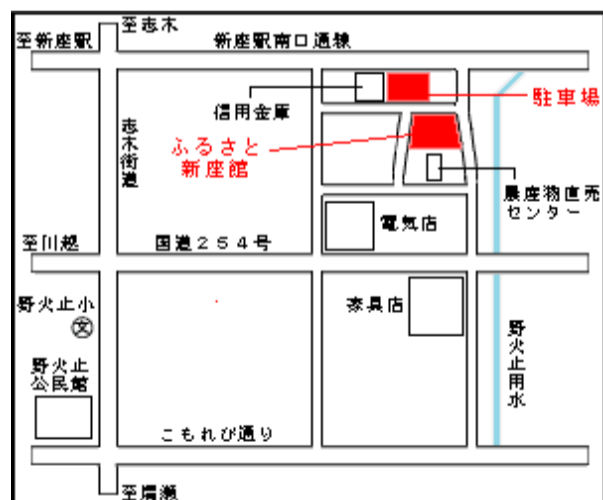 至志木
至新座駅
新座駅南口通線
駐車場
信用金庫
志木街道
ふるさと
新座館
農産物直売
センター
電気店
至川越
国道254号
野火止小
文
家具店
野火止用水
野火止
公民館
こもれび通り
至清瀬